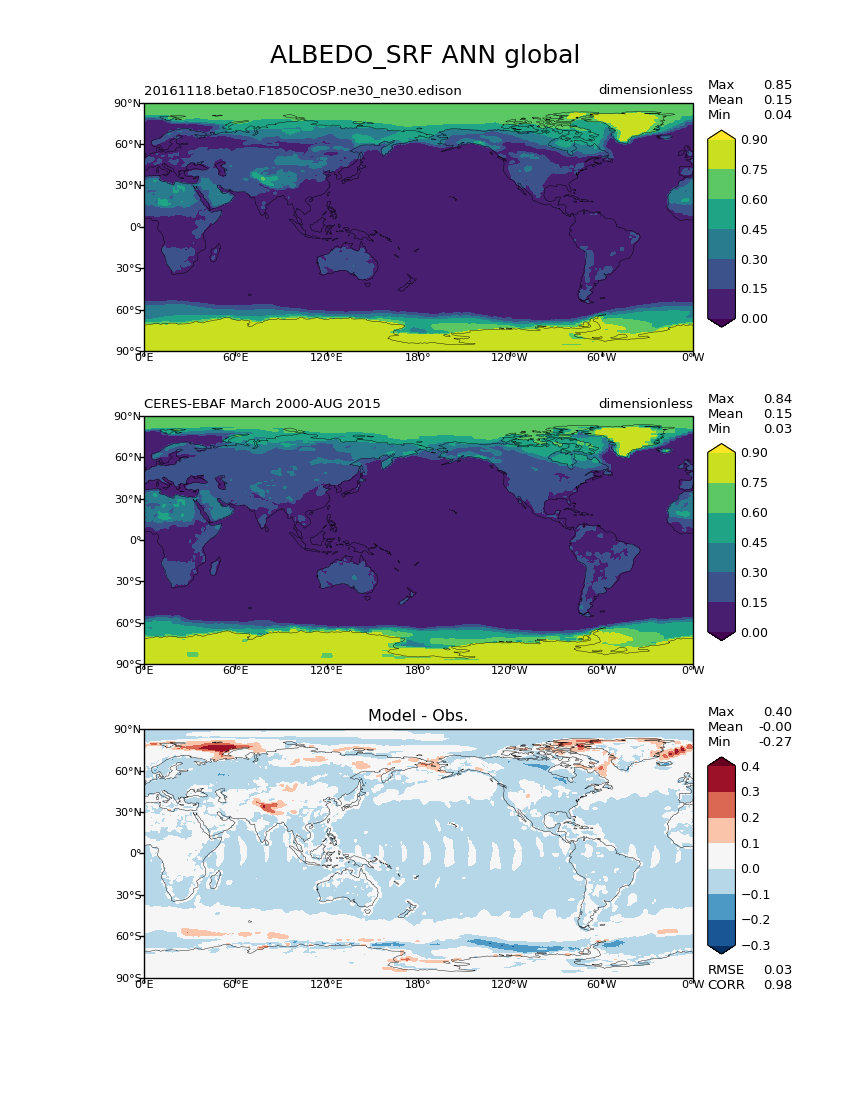 ALBEDO_SRF ANN global
20161118.beta0.F1850COSP.ne30_ne30.edison dimensionless
Max 0.85
Mean 0.15
Min 0.04
90°N
60°N
30°N
0°
30°S
60°S
90°S
0°E 60°E 120°E 180° 120°W 60°W 0°W
0.90
0.75
0.60
0.45
0.30
0.15
0.00
CERES-EBAF March 2000-AUG 2015 dimensionless
Max 0.84
Mean 0.15
Min 0.03
90°N
60°N
30°N
0°
30°S
60°S
90°S
0°E 60°E 120°E 180° 120°W 60°W 0°W
0.90
0.75
0.60
0.45
0.30
0.15
0.00
Model - Obs.
Max 0.40
Mean -0.00
Min -0.27
90°N
60°N
30°N
0°
30°S
60°S
90°S
0°E 60°E 120°E 180° 120°W 60°W 0°W
0.4
0.3
0.2
0.1
0.0
−0.1
−0.2
−0.3
RMSE 0.03
CORR 0.98